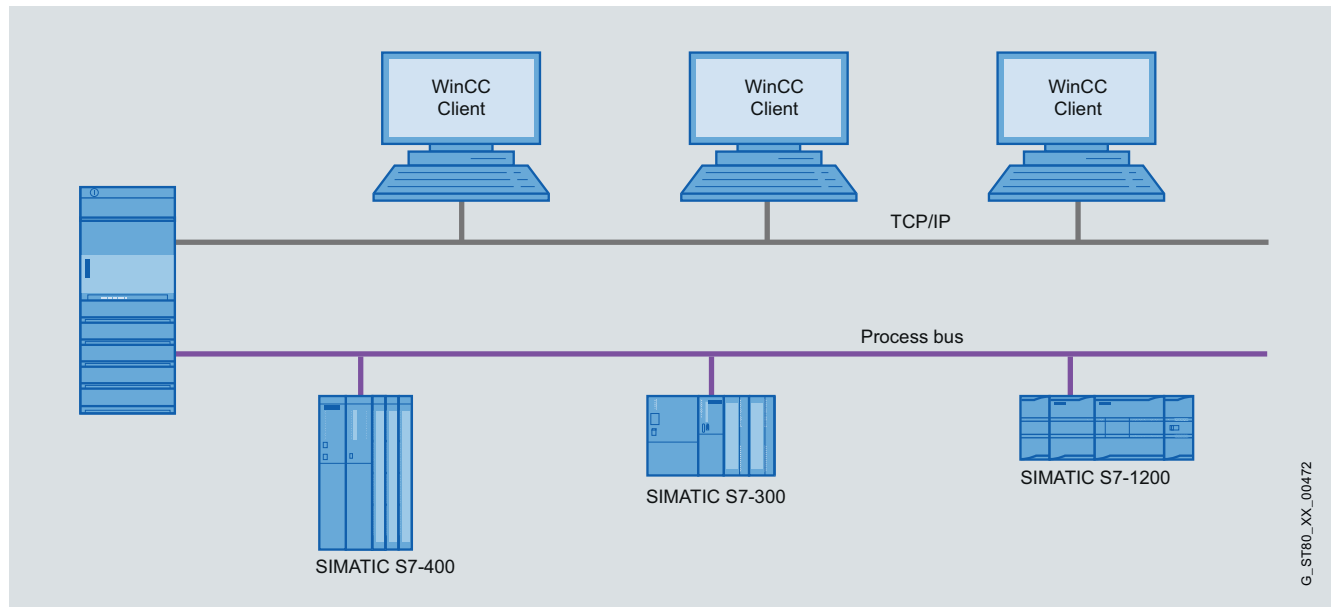 WinCC
Client
WinCC
Client
WinCC
Client
TCP/IP
Process bus
SIMATIC S7-400
SIMATIC S7-300
SIMATIC S7-1200
G_ST80_XX_00472